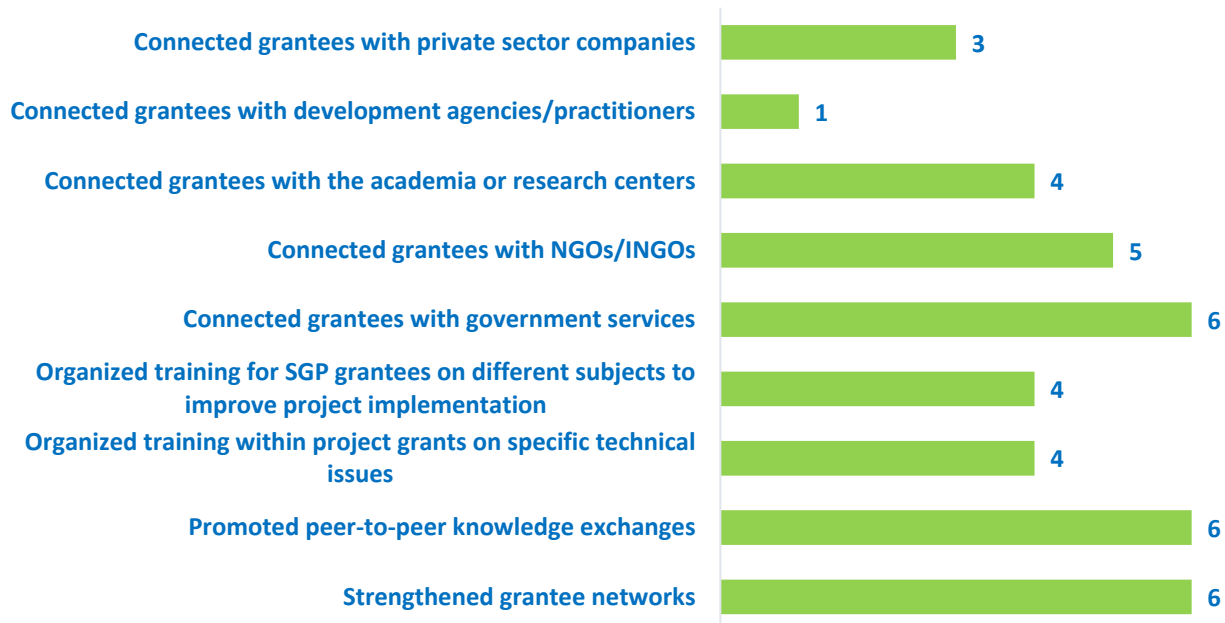 Connected grantees with private sector companies
3
Connected grantees with development agencies/practitioners
1
Connected grantees with the academia or research centers
4
Connected grantees with NGOs/INGOs
5
Connected grantees with government services
6
Organized training for SGP grantees on different subjects to
improve project implementation
4
Organized training within project grants on specific technical
issues
4
Promoted peer-to-peer knowledge exchanges
6
Strengthened grantee networks
6